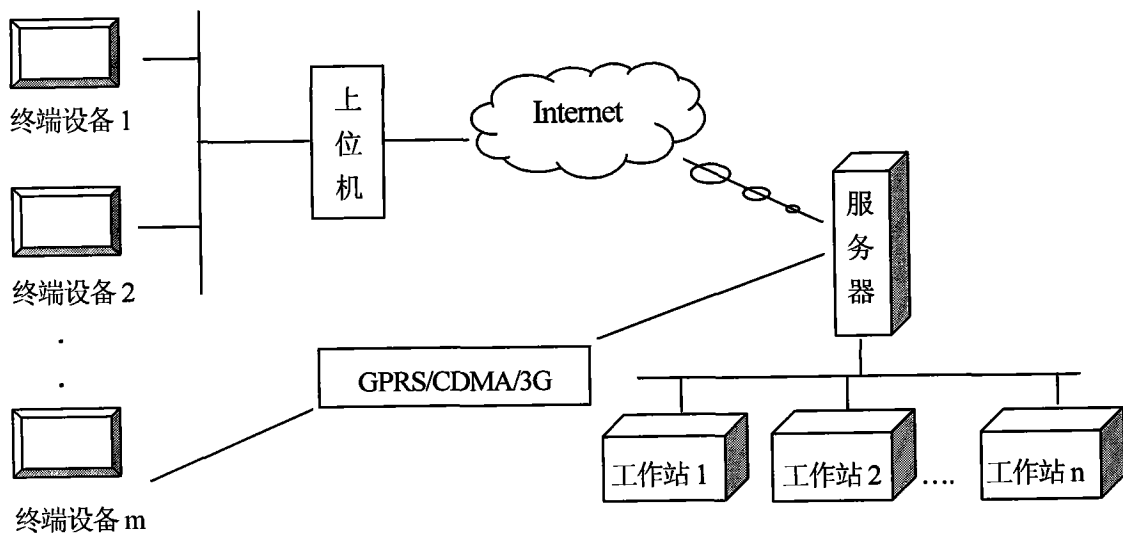 终端设备 1
上位机
Internet
终端设备 2
服务器
GPRS/CDMA/3G
工作站 1
工作站 2
....
工作站 n
终端设备 m